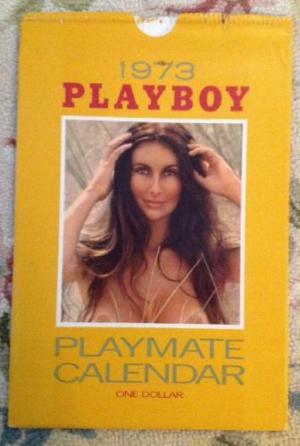 1973
PLAYBOY
PLAYMATE
CALENDAR
ONE DOLLAR